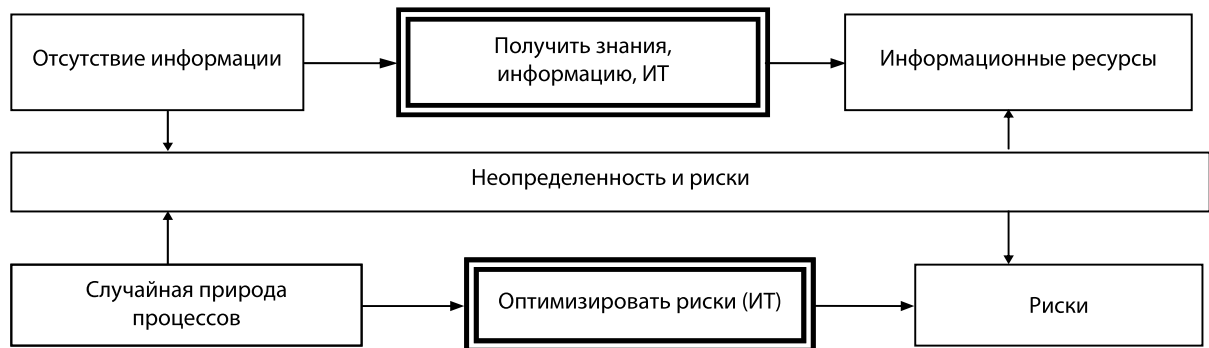 Отсутствие информации
Получить знания,
информацию, ИТ
Информационные ресурсы
Неопределенность и риски
Случайная природа
процессов
Оптимизировать риски (ИТ)
Риски